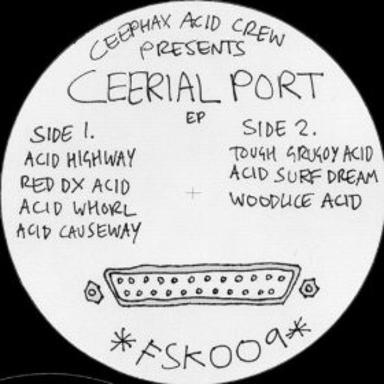 CEEPHAX ACID CREW
PRESENTS
CEERIAL PORT
EP
SIDE 1.
ACID HIGHWAY
RED DX ACID
ACID WHORL
ACID CAUSEWAY
SIDE 2.
TOUGH GRUGOY ACID
ACID SURF DREAM
WOODLICE ACID
*FSK009*